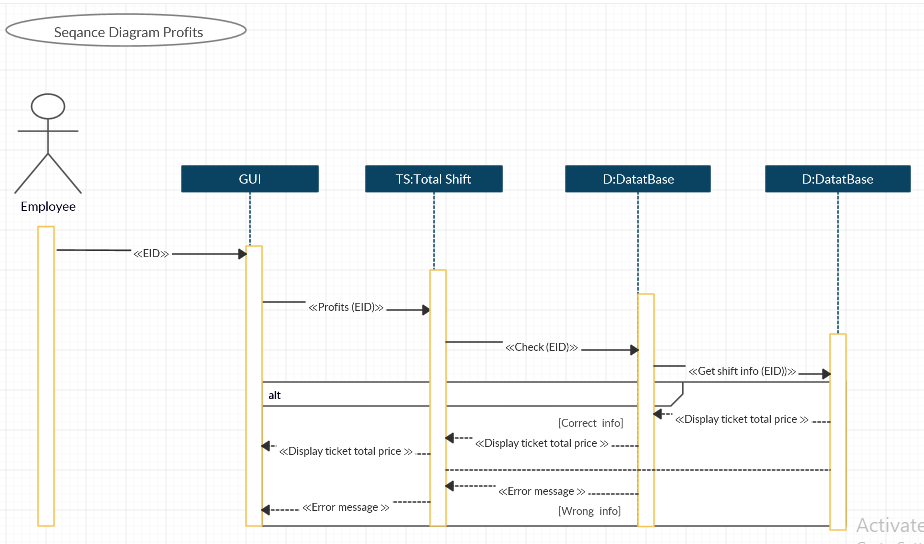 Seqance Diagram Profits
Employee
GUI
TS:Total Shift
D:DatatBase
D:DatatBase
<<EID>>
<<Profits (EID)>>
<<Check (EID)>>
<<Get shift info (EID))>>
alt
<<Display ticket total price >>
[Correct info]
<<Display ticket total price >>
<<Display ticket total price >>
<<Error message >>
<<Error message >>
[Wrong info]
Activate